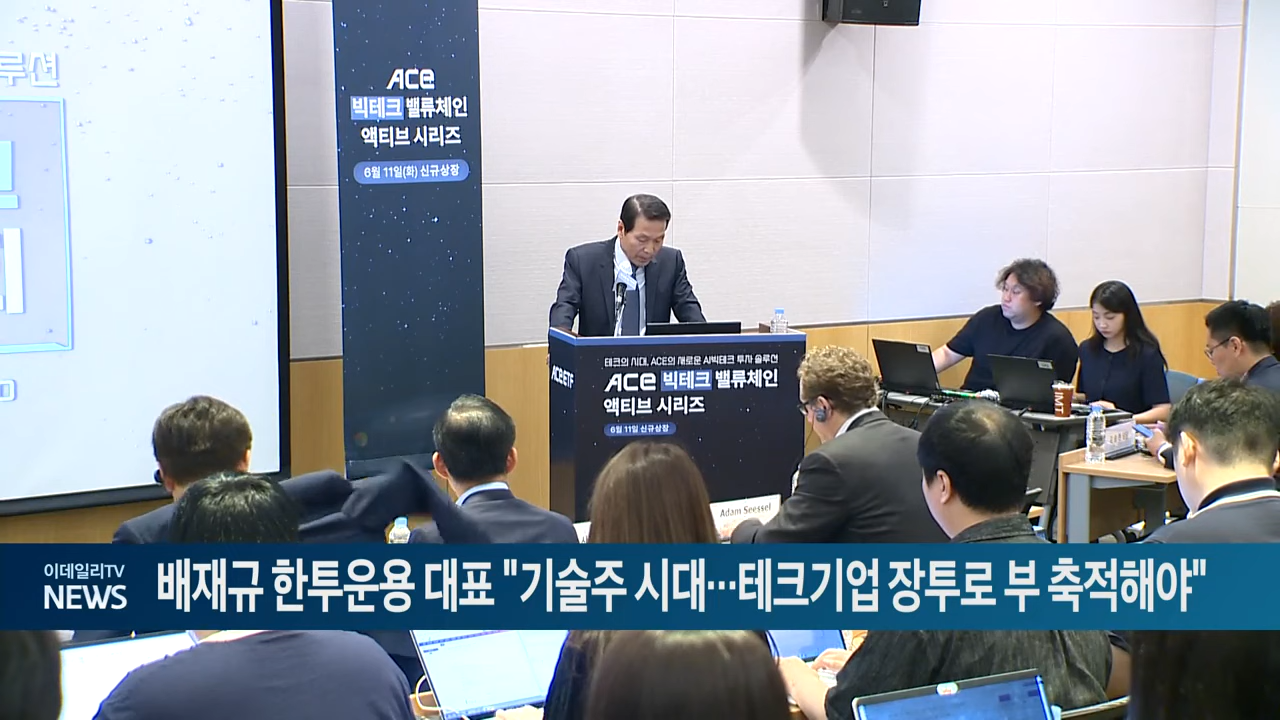 루션
ACE
빅테크 밸류체인
액티브 시리즈
6월 11일(화) 신규상장
테크의 시대, ACE의 새로운 AI빅테크 투자 솔루션
ACE 빅테크 밸류체인
액티브 시리즈
6월 11일 신규상장
ACE ETF
Adam Seessel
이데일리TV
NEWS
배재규 한투운용 대표 "기술주 시대…테크기업 장투로 부 축적해야"